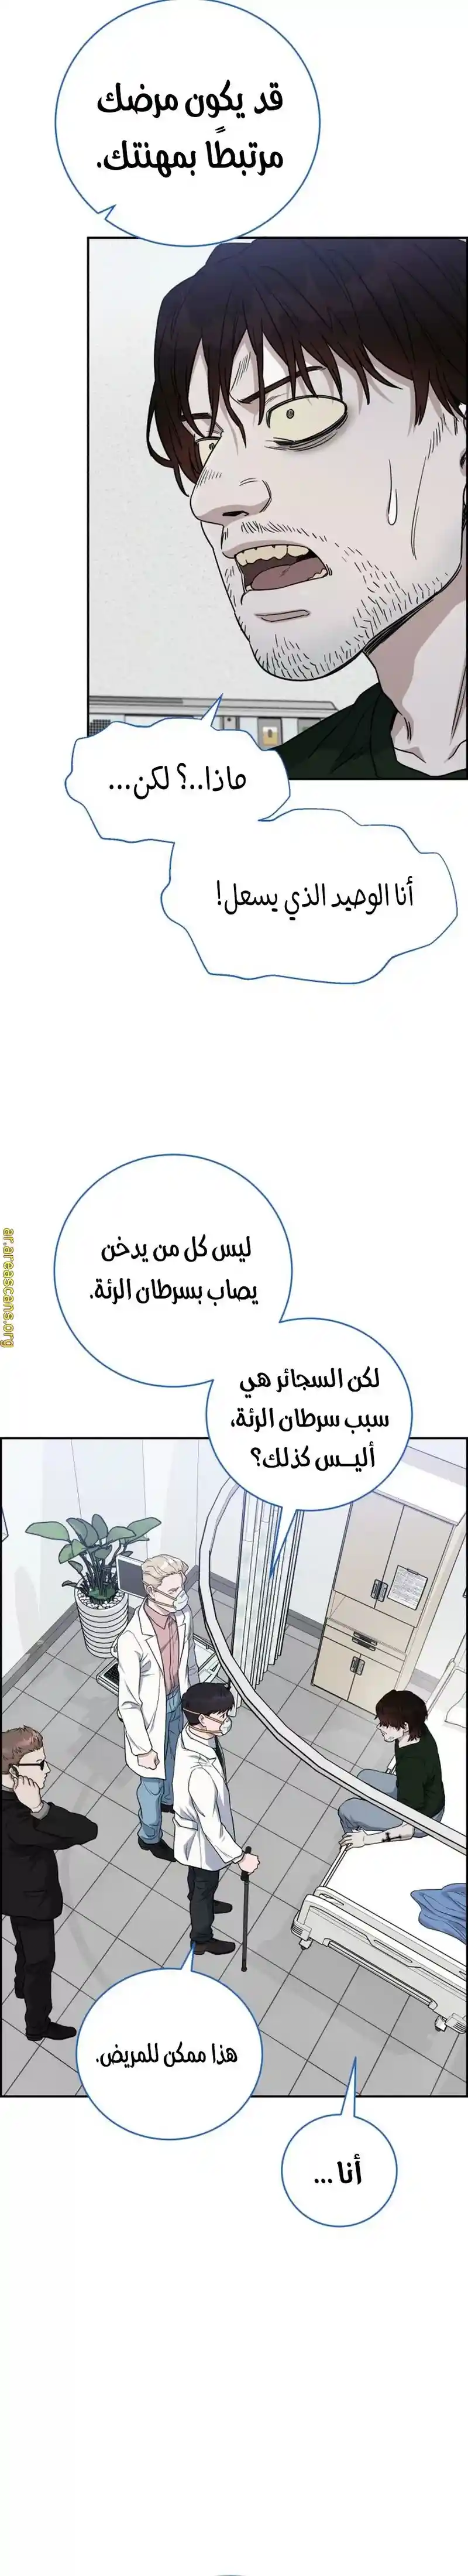 قد يكون مرضك
مرتبطًا بمهنتك.
ماذا..؟ لكن...
أنا الوحيد الذي يسعل!
ليس كل من يدخن
يصاب بسرطان الرئة.
لكن السجائر هي
سبب سرطان الرئة،
أليـس كذلك؟
هذا ممكن للمريض.
أنا ...
ar.areascans.org